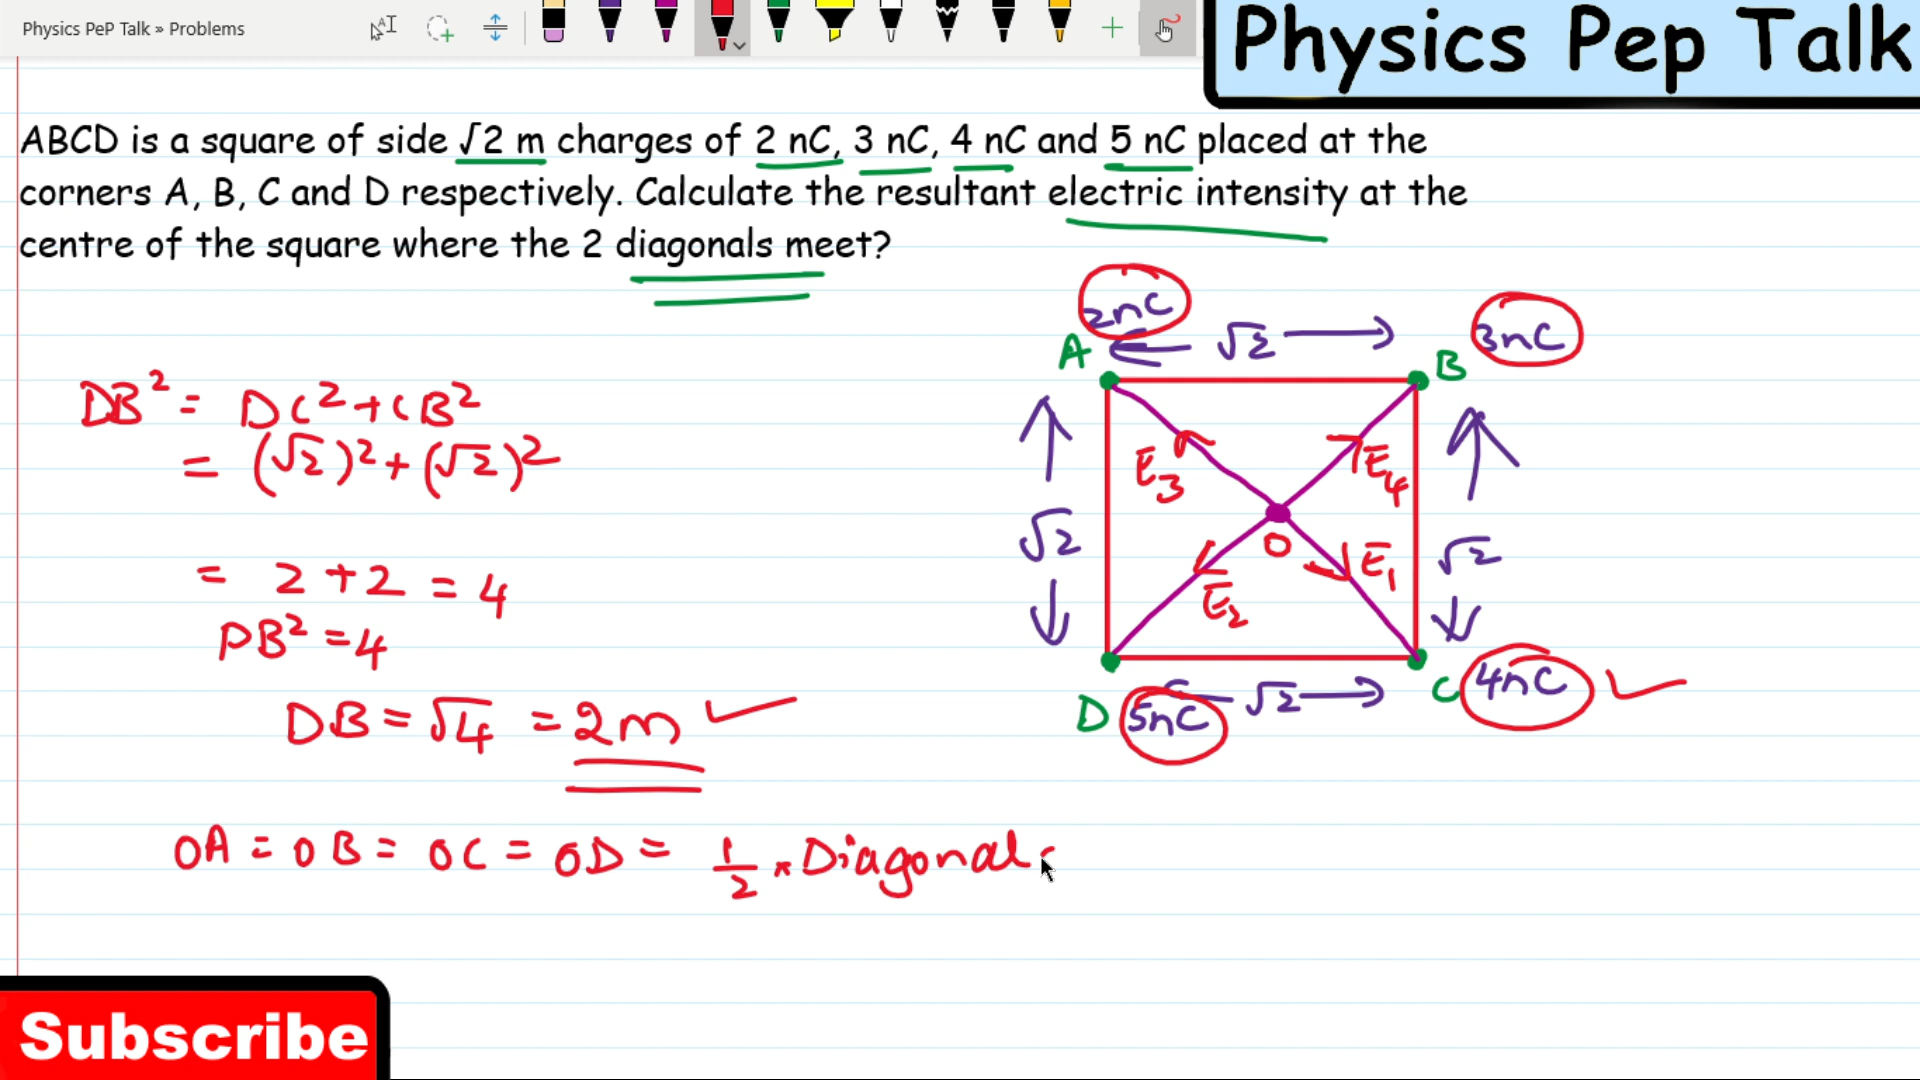 Physics PeP Talk » Problems
Physics Pep Talk
ABCD is a square of side √2 m charges of 2 nC, 3 nC, 4 nC and 5 nC placed at the
corners A, B, C and D respectively. Calculate the resultant electric intensity at the
centre of the square where the 2 diagonals meet?
2nC
3nC
A
√2
B
DB² = DC²+CB²
= (√2)²+(√2)²
E3
E4
√2
O
E1
√2
E2
= 2+2 = 4
DB² = 4
DB = √4 = 2m
D
5nC
√2
C
4nC
OA = OB = OC = OD = 1/2 × Diagonal
Subscribe